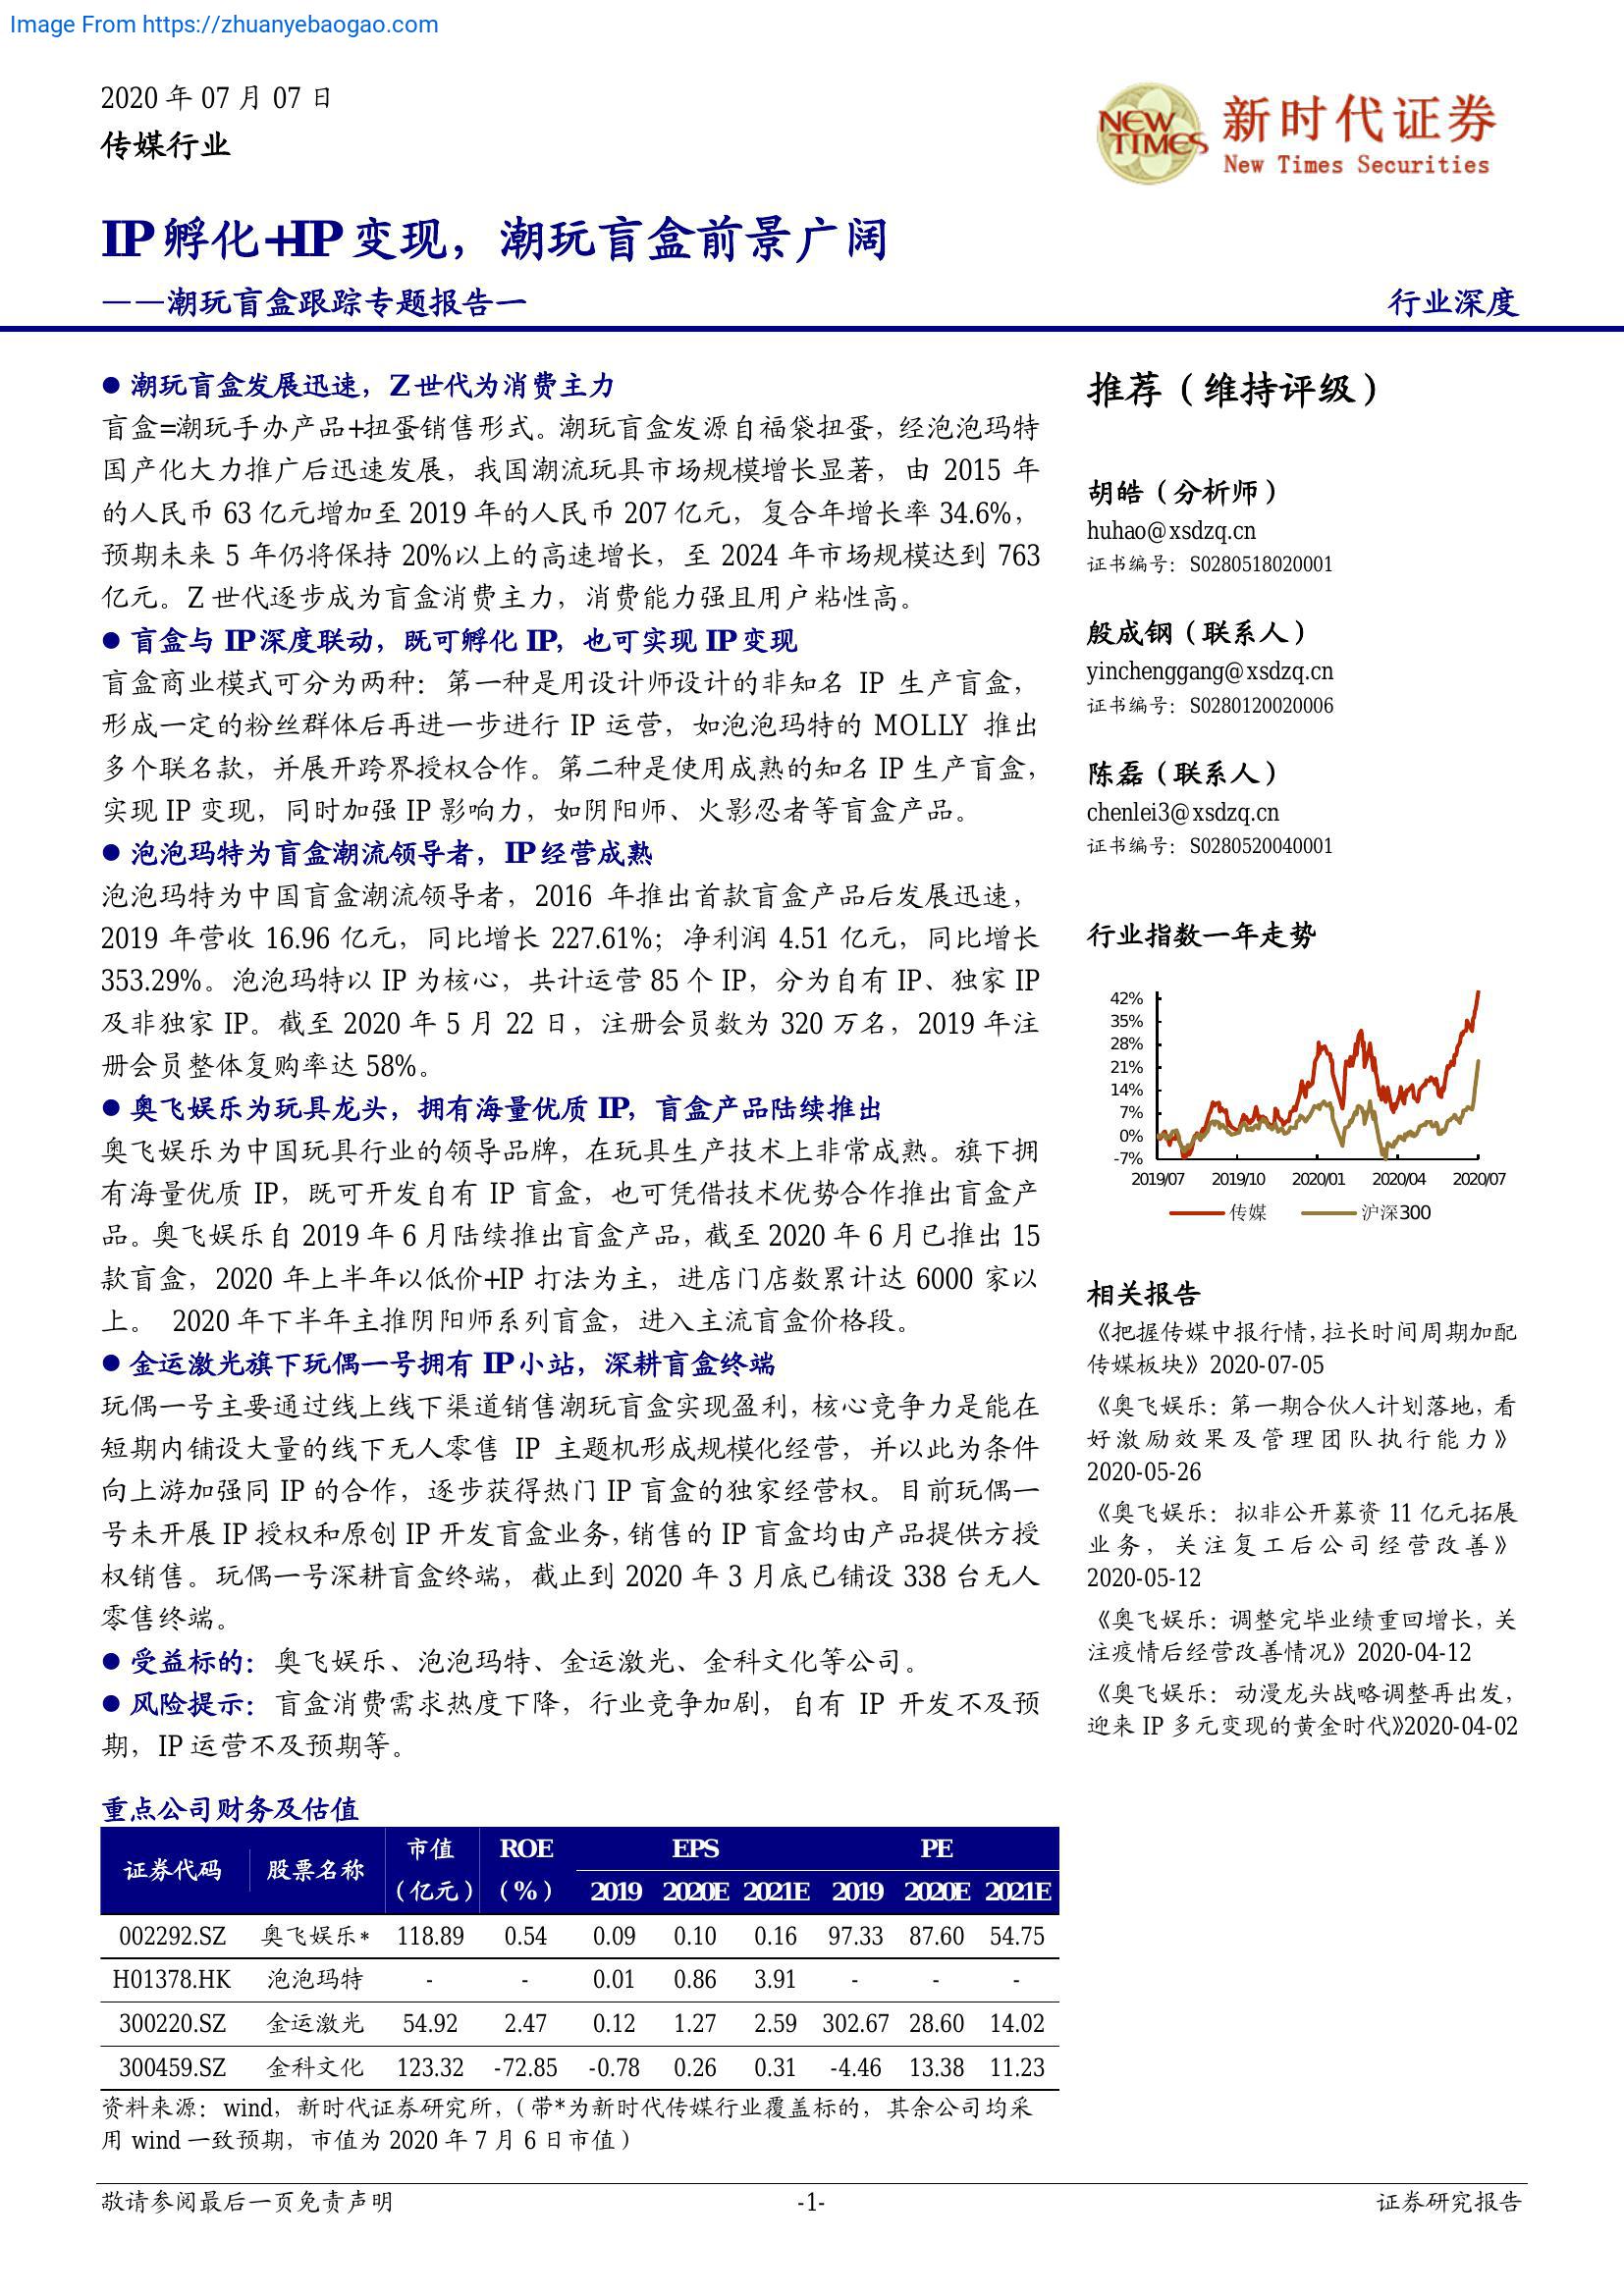 Image From https://zhuanyebaogao.com
2020 年 07 月 07 日
传媒行业
NEW TIMES
新时代证券
New Times Securities
IP 孵化+IP 变现，潮玩盲盒前景广阔
——潮玩盲盒跟踪专题报告一
行业深度
● 潮玩盲盒发展迅速，Z 世代为消费主力
盲盒=潮玩手办产品+扭蛋销售形式。潮玩盲盒发源自福袋扭蛋，经泡泡玛特
国产化大力推广后迅速发展，我国潮流玩具市场规模增长显著，由 2015 年
的人民币 63 亿元增加至 2019 年的人民币 207 亿元，复合年增长率 34.6%，
预期未来 5 年仍将保持 20%以上的高速增长，至 2024 年市场规模达到 763
亿元。Z 世代逐步成为盲盒消费主力，消费能力强且用户粘性高。
● 盲盒与 IP 深度联动，既可孵化 IP，也可实现 IP 变现
盲盒商业模式可分为两种：第一种是用设计师设计的非知名 IP 生产盲盒，
形成一定的粉丝群体后再进一步进行 IP 运营，如泡泡玛特的 MOLLY 推出
多个联名款，并展开跨界授权合作。第二种是使用成熟的知名 IP 生产盲盒，
实现 IP 变现，同时加强 IP 影响力，如阴阳师、火影忍者等盲盒产品。
● 泡泡玛特为盲盒潮流领导者，IP 经营成熟
泡泡玛特为中国盲盒潮流领导者，2016 年推出首款盲盒产品后发展迅速，
2019 年营收 16.96 亿元，同比增长 227.61%；净利润 4.51 亿元，同比增长
353.29%。泡泡玛特以 IP 为核心，共计运营 85 个 IP，分为自有 IP、独家 IP
及非独家 IP。截至 2020 年 5 月 22 日，注册会员数为 320 万名，2019 年注
册会员整体复购率达 58%。
● 奥飞娱乐为玩具龙头，拥有海量优质 IP，盲盒产品陆续推出
奥飞娱乐为中国玩具行业的领导品牌，在玩具生产技术上非常成熟。旗下拥
有海量优质 IP，既可开发自有 IP 盲盒，也可凭借技术优势合作推出盲盒产
品。奥飞娱乐自 2019 年 6 月陆续推出盲盒产品，截至 2020 年 6 月已推出 15
款盲盒，2020 年上半年以低价+IP 打法为主，进店门店数累计达 6000 家以
上。 2020 年下半年主推阴阳师系列盲盒，进入主流盲盒价格段。
● 金运激光旗下玩偶一号拥有 IP 小站，深耕盲盒终端
玩偶一号主要通过线上线下渠道销售潮玩盲盒实现盈利，核心竞争力是能在
短期内铺设大量的线下无人零售 IP 主题机形成规模化经营，并以此为条件
向上游加强同 IP 的合作，逐步获得热门 IP 盲盒的独家经营权。目前玩偶一
号未开展 IP 授权和原创 IP 开发盲盒业务，销售的 IP 盲盒均由产品提供方授
权销售。玩偶一号深耕盲盒终端，截止到 2020 年 3 月底已铺设 338 台无人
零售终端。
● 受益标的：奥飞娱乐、泡泡玛特、金运激光、金科文化等公司。
● 风险提示：盲盒消费需求热度下降，行业竞争加剧，自有 IP 开发不及预
期，IP 运营不及预期等。
推荐（维持评级）
胡皓（分析师）
huhao@xsdzq.cn
证书编号：S0280518020001
殷成钢（联系人）
yinchenggang@xsdzq.cn
证书编号：S0280120020006
陈磊（联系人）
chenlei3@xsdzq.cn
证书编号：S0280520040001
行业指数一年走势
42%
35%
28%
21%
14%
7%
0%
-7%
2019/07 2019/10 2020/01 2020/04 2020/07
传媒 沪深300
相关报告
《把握传媒中报行情，拉长时间周期加配
传媒板块》2020-07-05
《奥飞娱乐：第一期合伙人计划落地，看
好激励效果及管理团队执行能力》
2020-05-26
《奥飞娱乐：拟非公开募资 11 亿元拓展
业务，关注复工后公司经营改善》
2020-05-12
《奥飞娱乐：调整完毕业绩重回增长，关
注疫情后经营改善情况》2020-04-12
《奥飞娱乐：动漫龙头战略调整再出发，
迎来 IP 多元变现的黄金时代》2020-04-02
重点公司财务及估值
证券代码 股票名称 市值（亿元） ROE（%） EPS PE
2019 2020E 2021E 2019 2020E 2021E
002292.SZ 奥飞娱乐* 118.89 0.54 0.09 0.10 0.16 97.33 87.60 54.75
H01378.HK 泡泡玛特 - - 0.01 0.86 3.91 - - -
300220.SZ 金运激光 54.92 2.47 0.12 1.27 2.59 302.67 28.60 14.02
300459.SZ 金科文化 123.32 -72.85 -0.78 0.26 0.31 -4.46 13.38 11.23
资料来源：wind，新时代证券研究所，（带*为新时代传媒行业覆盖标的，其余公司均采
用 wind 一致预期，市值为 2020 年 7 月 6 日市值）
敬请参阅最后一页免责声明
-1-
证券研究报告